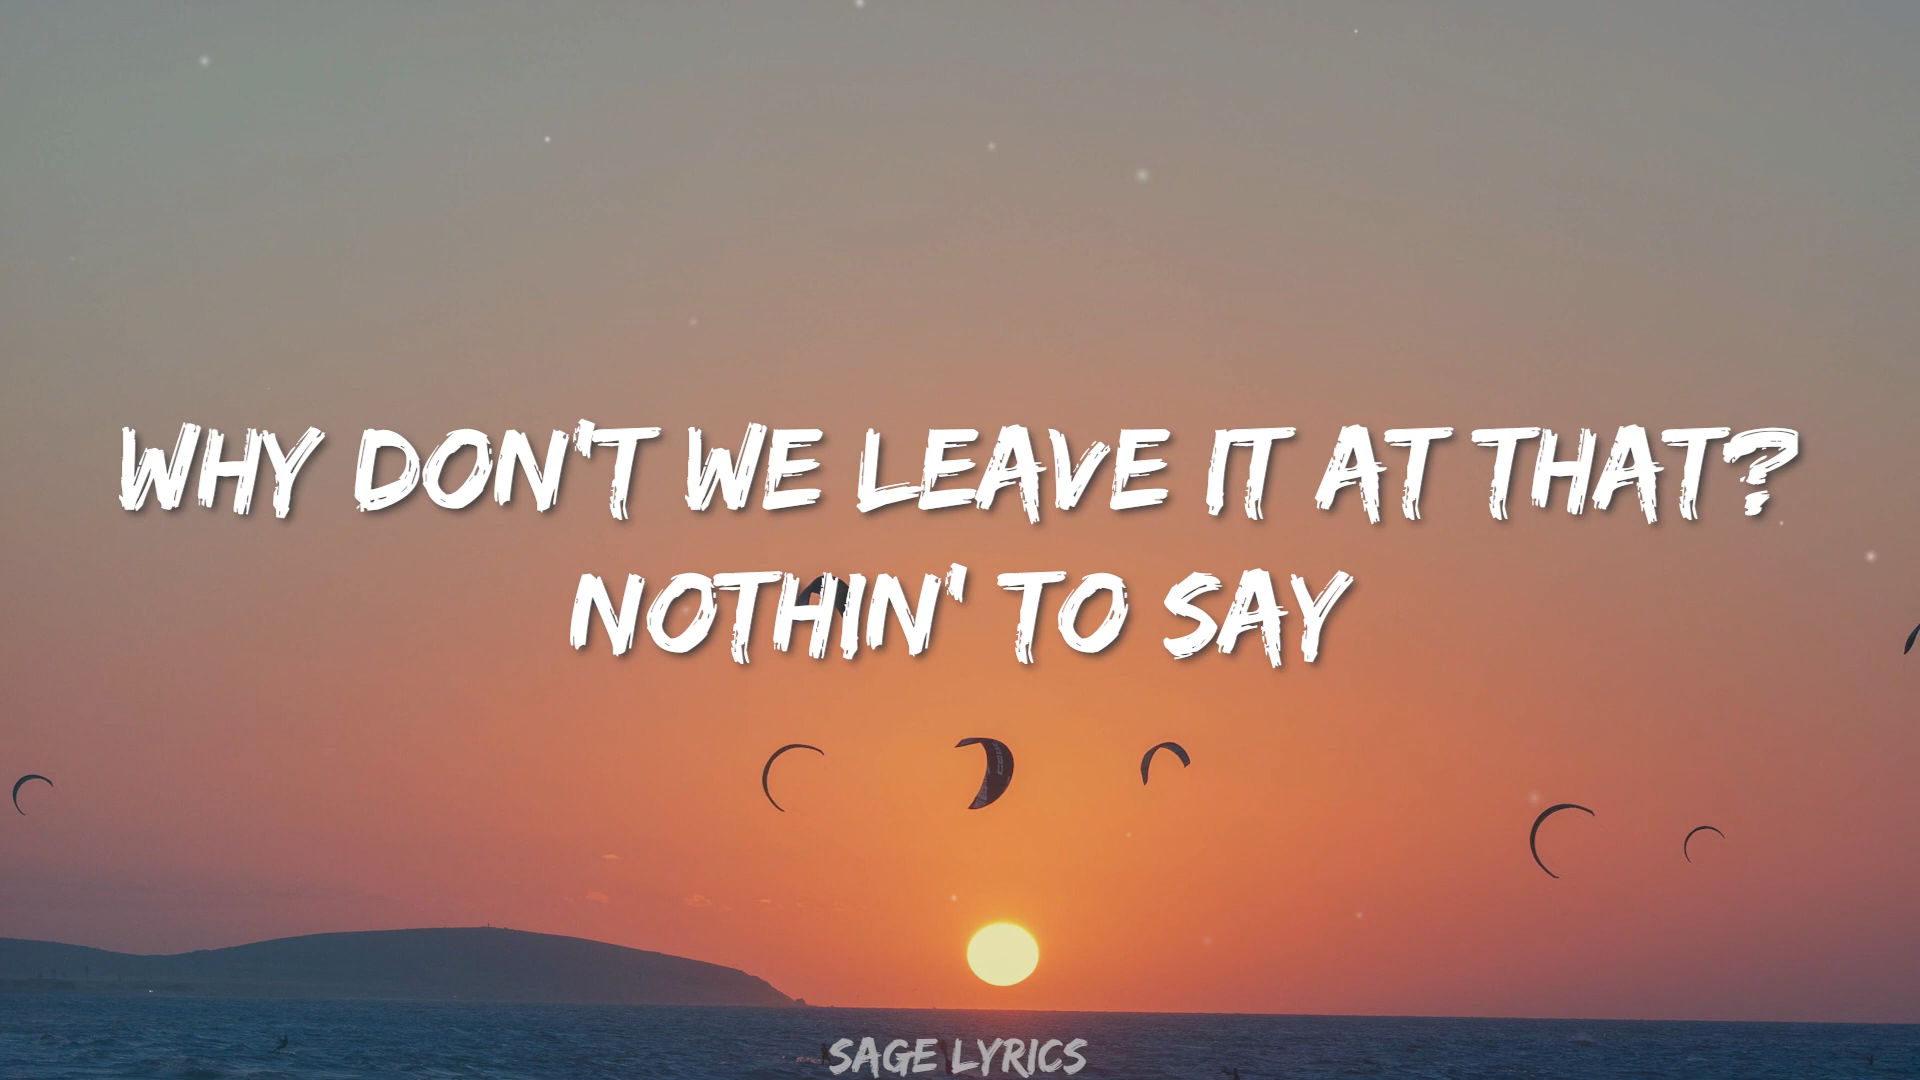 WHY DON'T WE LEAVE IT AT THAT?
NOTHIN' TO SAY
SAGE LYRICS